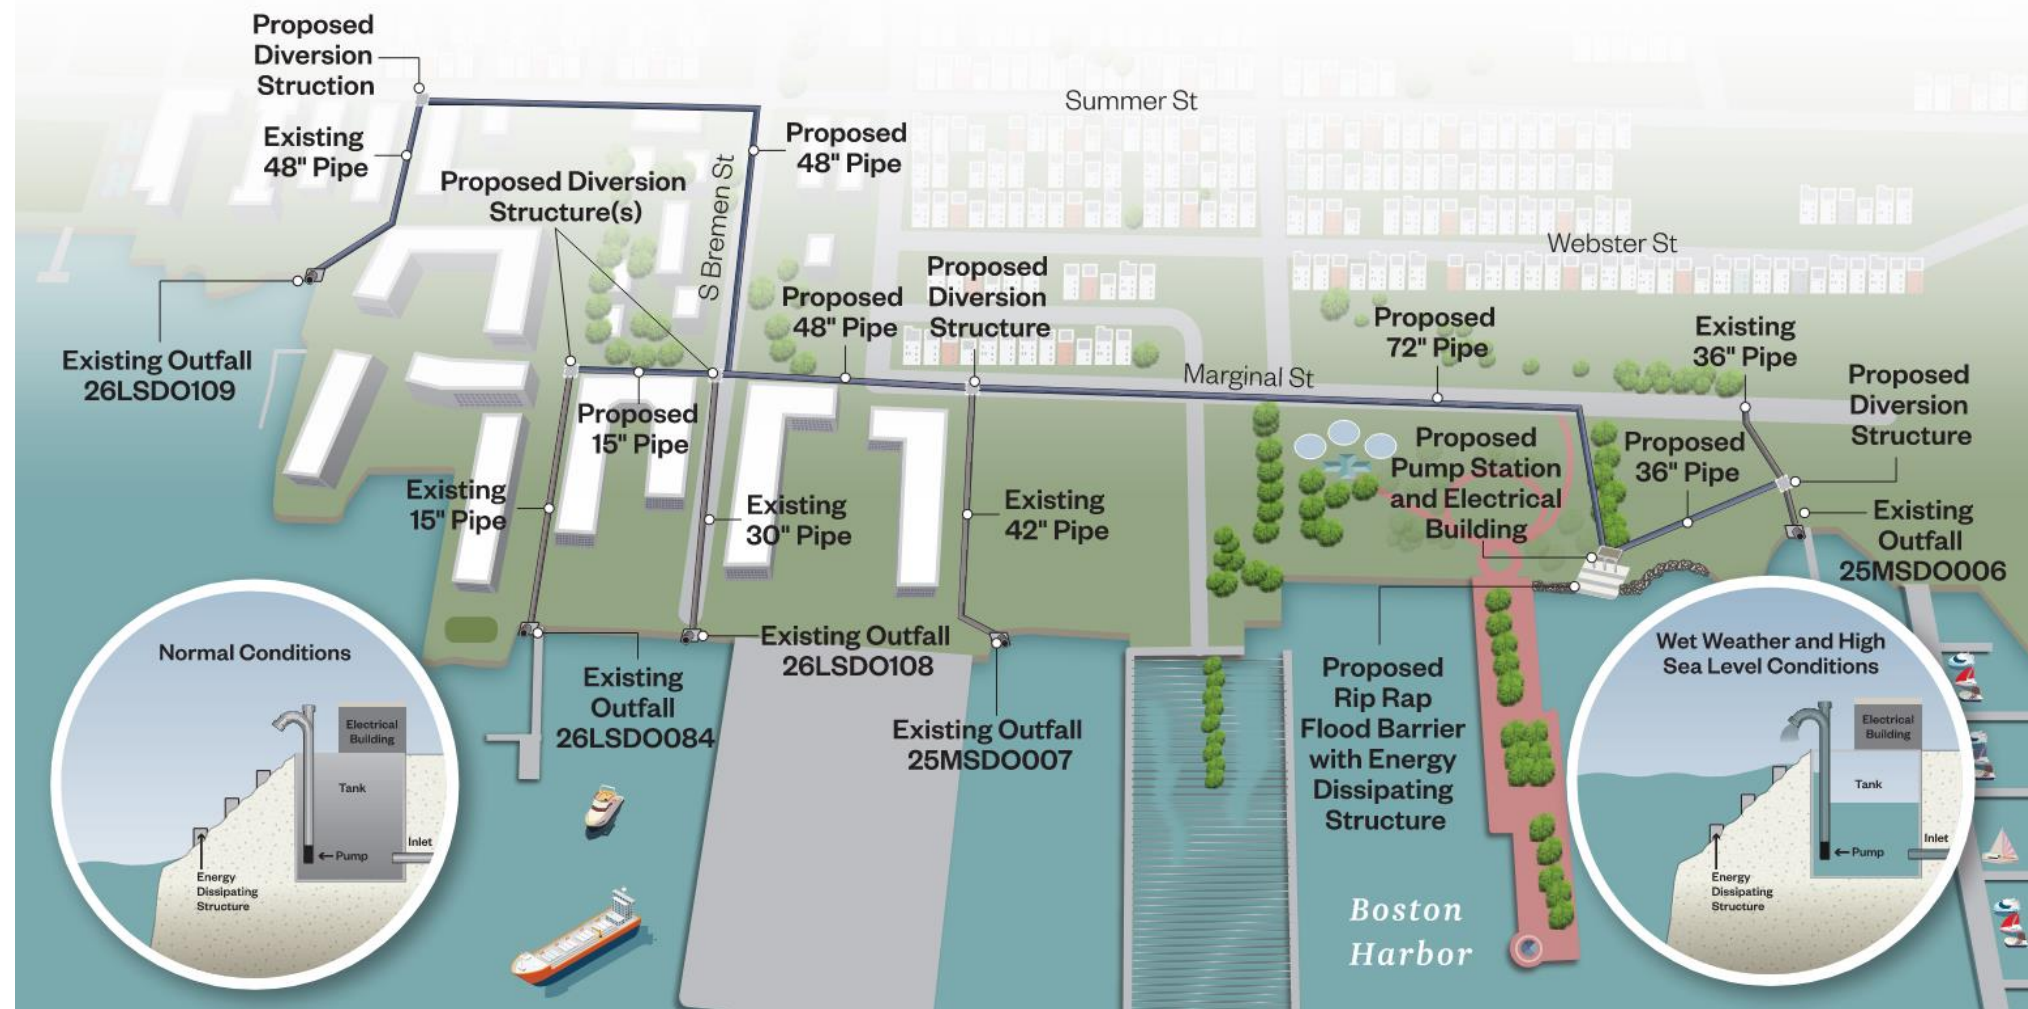 Proposed
Diversion
Struction
Existing
48" Pipe
Proposed Diversion
Structure(s)
S Bremen St
Proposed
48" Pipe
Summer St
Webster St
Existing Outfall
26LSDO109
Proposed
48" Pipe
Proposed
Diversion
Structure
Marginal St
Proposed
72" Pipe
Existing
36" Pipe
Proposed
Diversion
Structure
Proposed
15" Pipe
Existing
15" Pipe
Existing
30" Pipe
Existing
42" Pipe
Proposed
Pump Station
and Electrical
Building
Proposed
36" Pipe
Existing
Outfall
25MSDO006
Existing Outfall
26LSDO108
Existing
Outfall
26LSDO084
Existing Outfall
25MSDO007
Proposed
Rip Rap
Flood Barrier
with Energy
Dissipating
Structure
Boston
Harbor
Normal Conditions
Electrical
Building
Tank
Inlet
Pump
Energy
Dissipating
Structure
Wet Weather and High
Sea Level Conditions
Electrical
Building
Tank
Inlet
Pump
Energy
Dissipating
Structure